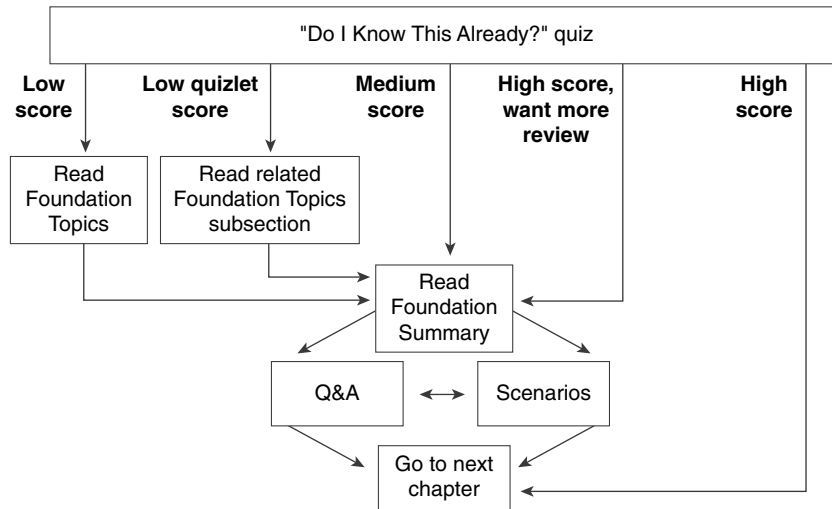 "Do I Know This Already?" quiz
Low
score
Low quizlet
score
Medium
score
High score,
want more
review
High
score
Read
Foundation
Topics
Read related
Foundation Topics
subsection
Read
Foundation
Summary
Q&A
Scenarios
Go to next
chapter